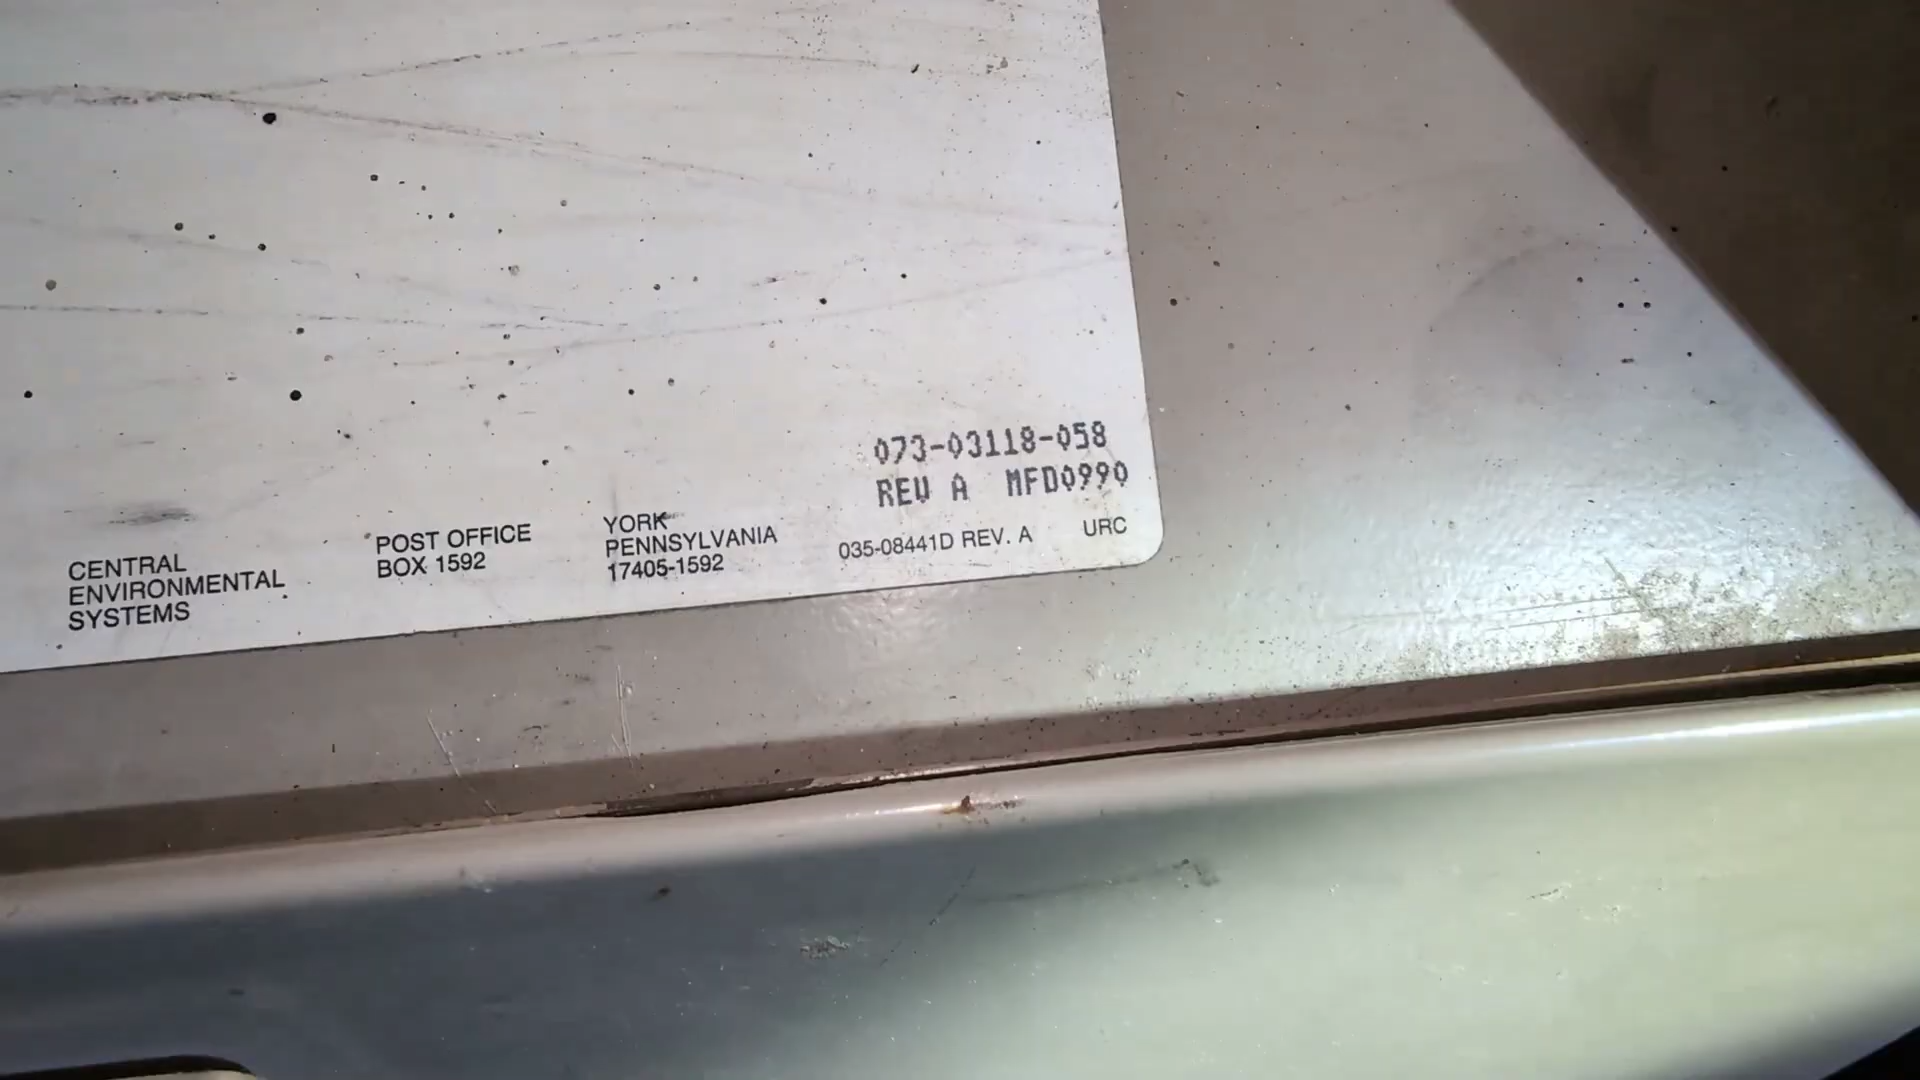 073-03118-058
REV A MFD0990
CENTRAL
ENVIRONMENTAL
SYSTEMS
POST OFFICE
BOX 1592
YORK
PENNSYLVANIA
17405-1592
035-08441D REV. A
URC